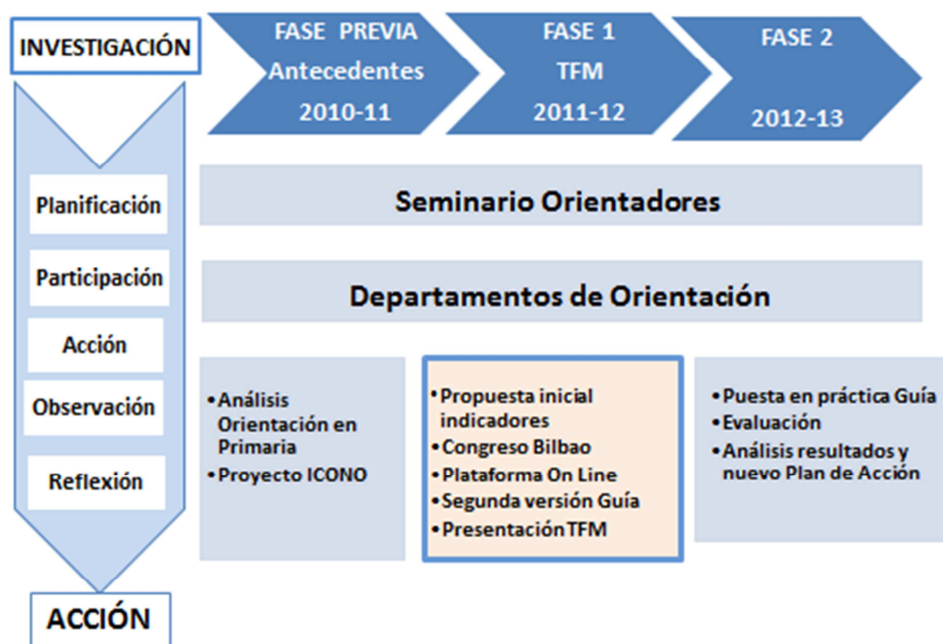 INVESTIGACIÓN
FASE PREVIA
Antecedentes
2010-11
FASE 1
TFM
2011-12
FASE 2
2012-13
Planificación
Participación
Acción
Observación
Reflexión
ACCIÓN
Seminario Orientadores
Departamentos de Orientación
•Análisis
Orientación en
Primaria
•Proyecto ICONO
•Propuesta inicial
indicadores
•Congreso Bilbao
•Plataforma On Line
•Segunda versión Guía
•Presentación TFM
•Puesta en práctica Guía
•Evaluación
•Análisis resultados y
nuevo Plan de Acción